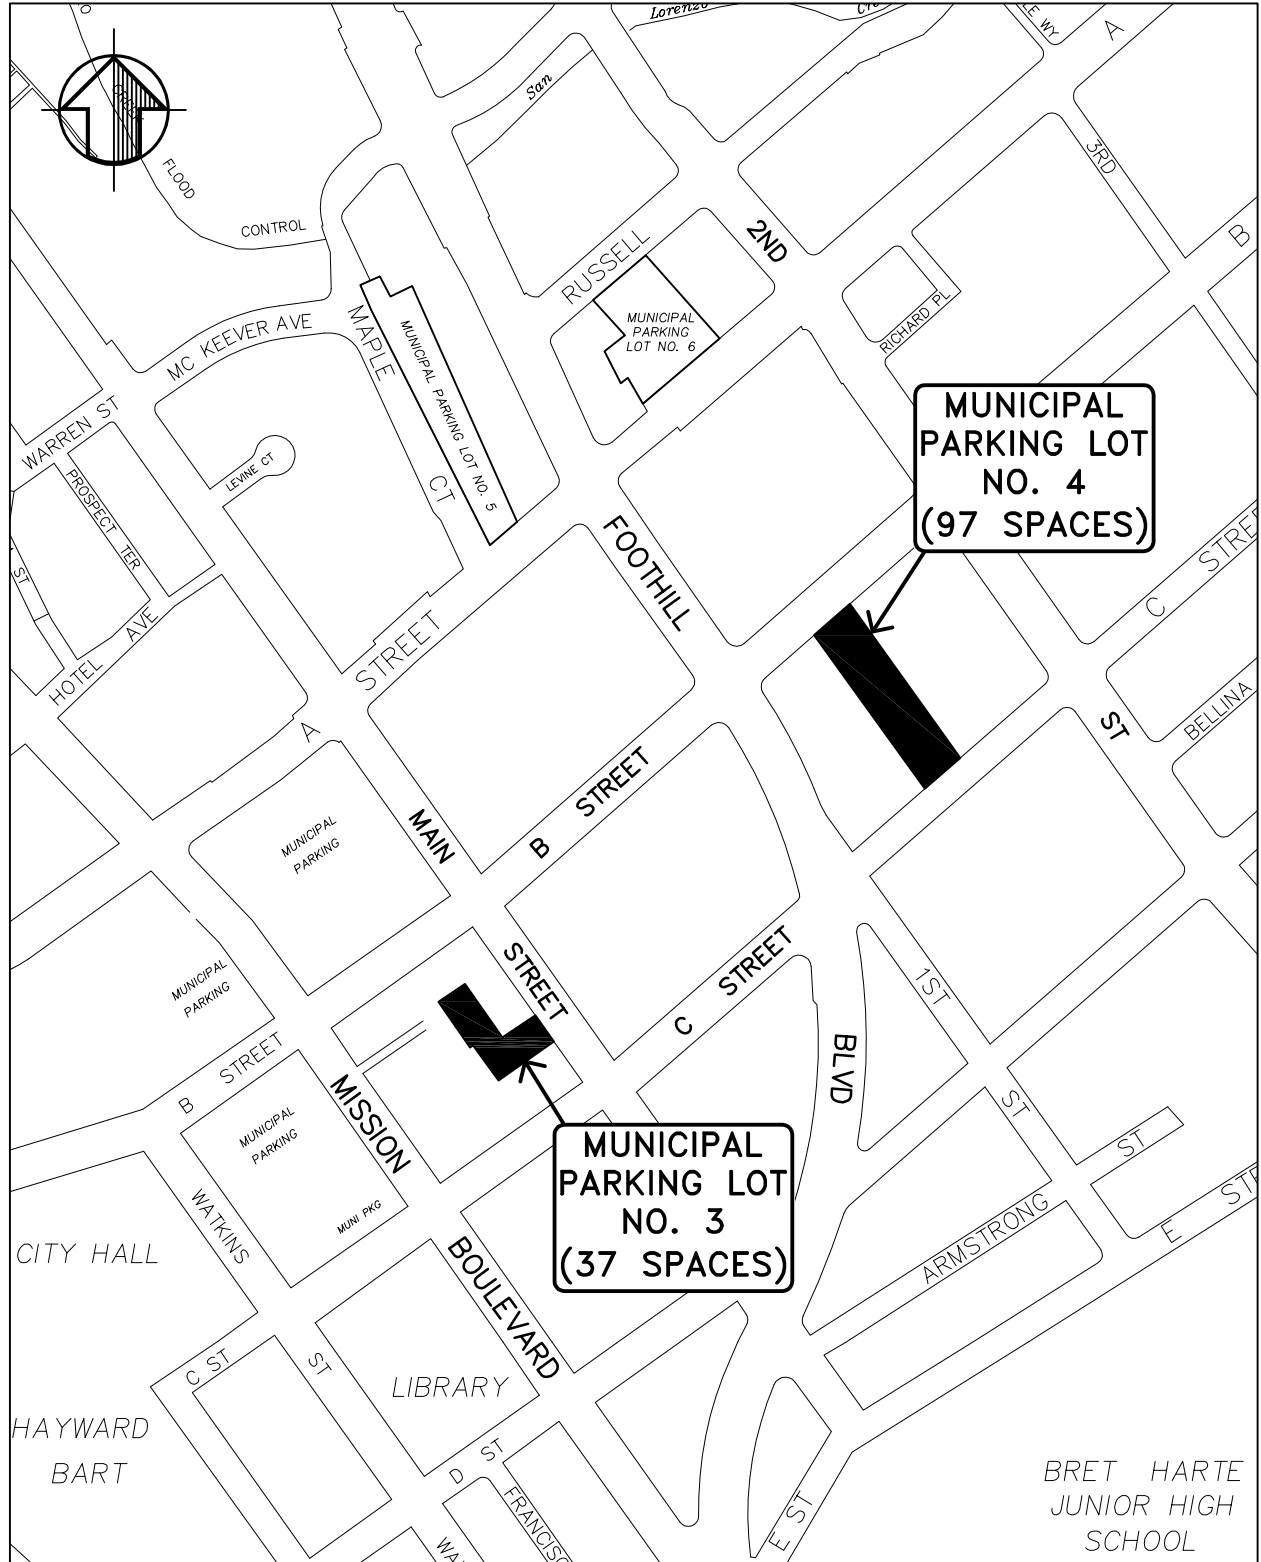 Lorenzo
San
CREEK
FLOOD
CONTROL
A
3RD
B
2ND
RUSSELL
RICHARD PL
MC KEEVER AVE
MAPLE
CT
MUNICIPAL PARKING LOT NO. 5
MUNICIPAL
PARKING
LOT NO. 6
WARREN ST
PROSPECT TER
LEVINE CT
ST
HOTEL AVE
MUNICIPAL
PARKING LOT
NO. 4
(97 SPACES)
FOOTHILL
C
BELLINA
ST
STREET
A
MAIN
B STREET
MUNICIPAL
PARKING
MUNICIPAL
PARKING
STREET
C STREET
1ST
BLVD
B STREET
MISSION
MUNICIPAL
PARKING
MUNI PKG
WATKINS
ST
ST
MUNICIPAL
PARKING LOT
NO. 3
(37 SPACES)
ST
ARMSTRONG
E
CITY HALL
BOULEVARD
C ST
LIBRARY
HAYWARD
BART
D ST
E ST
BRET HARTE
JUNIOR HIGH
SCHOOL